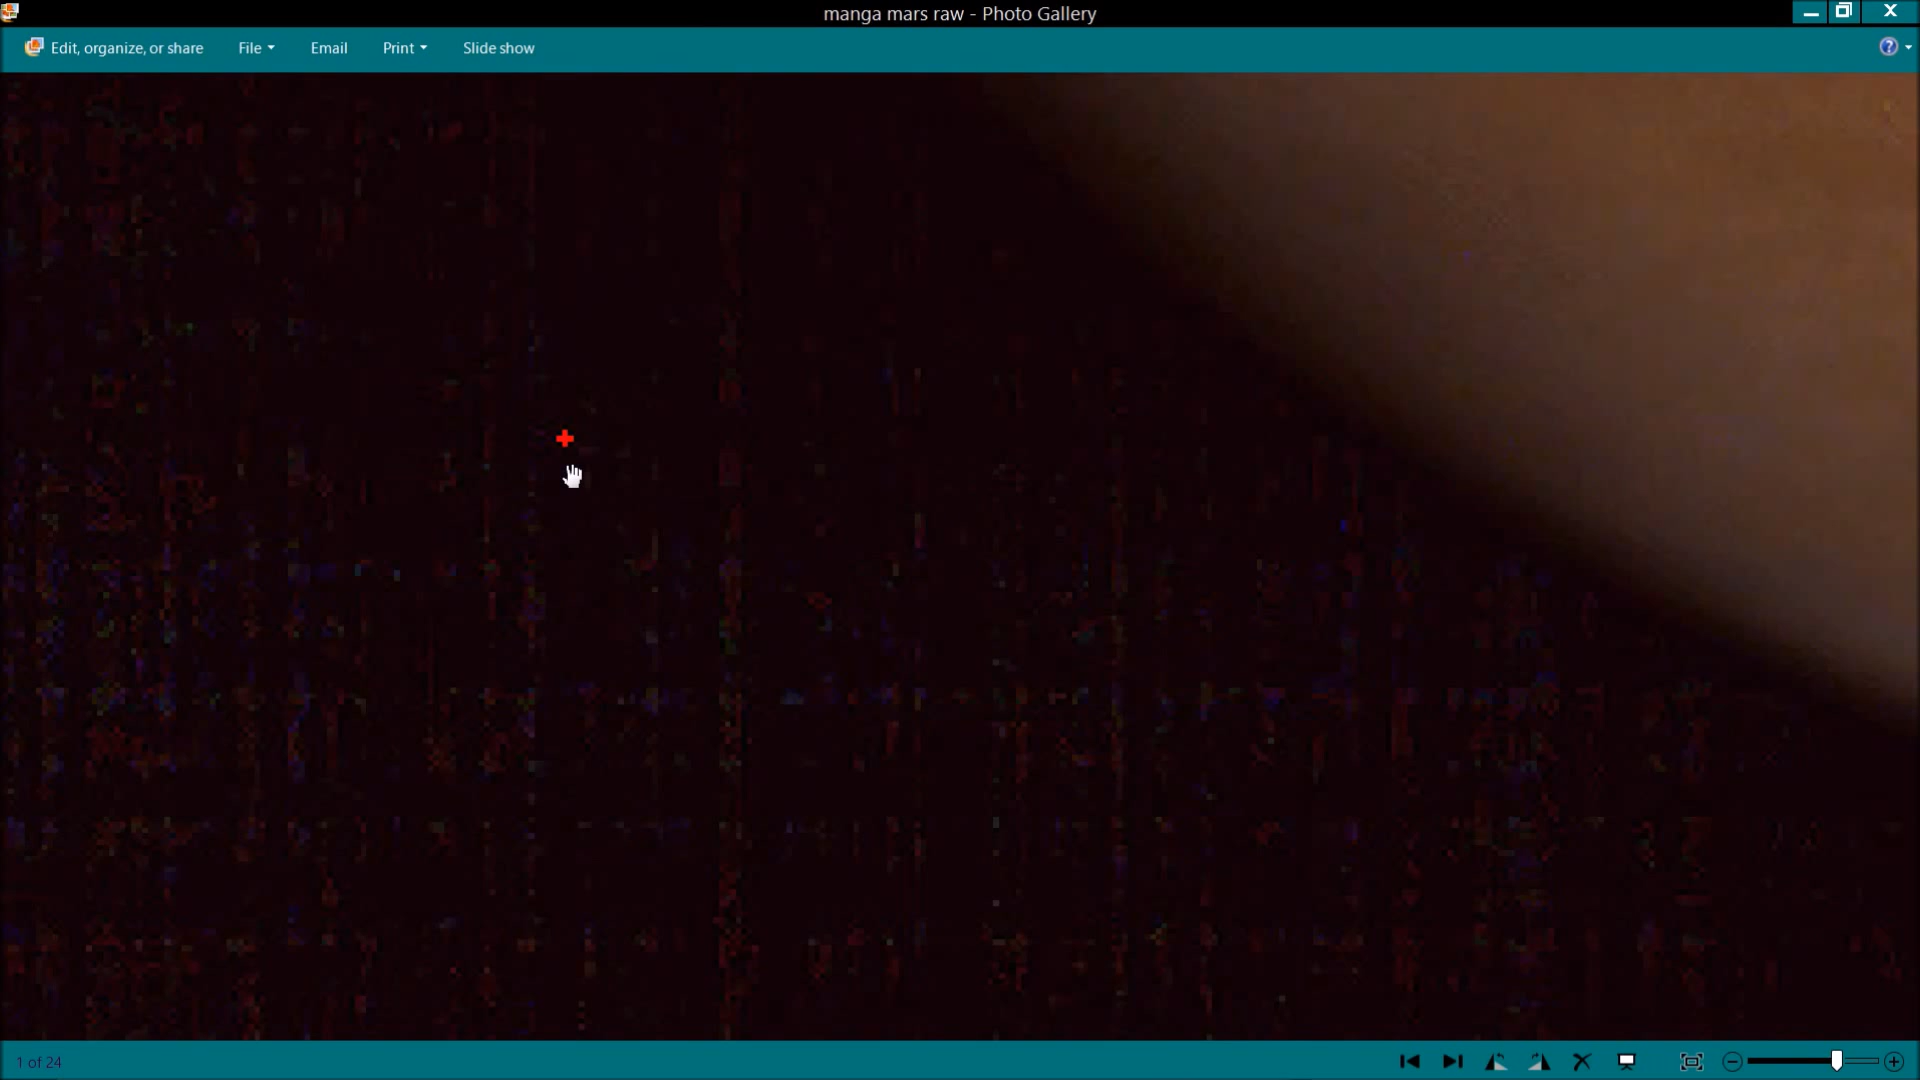 manga mars raw - Photo Gallery
Edit, organize, or share File Email Print Slide show
1 of 24